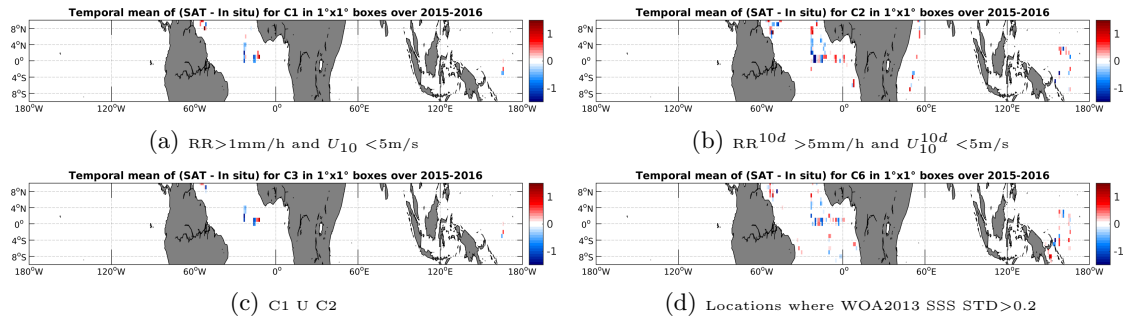 Temporal mean of (SAT - In situ) for C1 in 1°x1° boxes over 2015-2016
8°N
4°N
0°
4°S
8°S
180°W 120°W 60°W 0°E 60°E 120°E 180°W
1
0
-1
(a) RR>1mm/h and U10 <5m/s
Temporal mean of (SAT - In situ) for C2 in 1°x1° boxes over 2015-2016
8°N
4°N
0°
4°S
8°S
180°W 120°W 60°W 0°E 60°E 120°E 180°W
1
0
-1
(b) RR10d >5mm/h and U10d10 <5m/s
Temporal mean of (SAT - In situ) for C3 in 1°x1° boxes over 2015-2016
8°N
4°N
0°
4°S
8°S
180°W 120°W 60°W 0°E 60°E 120°E 180°W
1
0
-1
(c) C1 U C2
Temporal mean of (SAT - In situ) for C6 in 1°x1° boxes over 2015-2016
8°N
4°N
0°
4°S
8°S
180°W 120°W 60°W 0°E 60°E 120°E 180°W
1
0
-1
(d) Locations where WOA2013 SSS STD>0.2